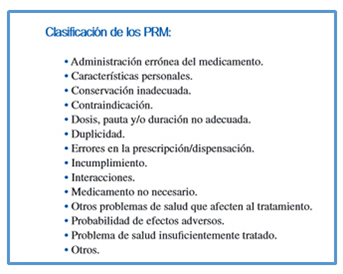 Clasificación de los PRM:
• Administración errónea del medicamento.
• Características personales.
• Conservación inadecuada.
• Contraindicación.
• Dosis, pauta y/o duración no adecuada.
• Duplicidad.
• Errores en la prescripción/dispensación.
• Incumplimiento.
• Interacciones.
• Medicamento no necesario.
• Otros problemas de salud que afecten al tratamiento.
• Probabilidad de efectos adversos.
• Problema de salud insuficientemente tratado.
• Otros.